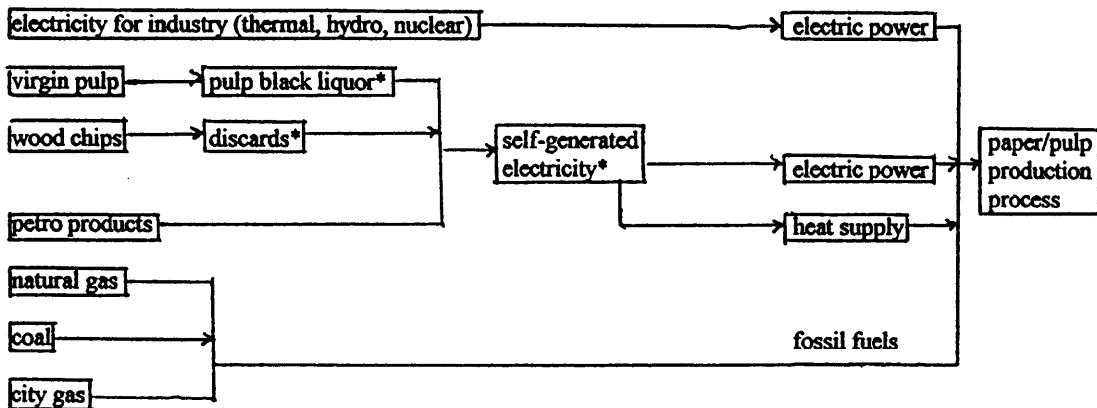 electricity for industry (thermal, hydro, nuclear)
electric power
virgin pulp
pulp black liquor*
wood chips
discards*
self-generated
electricity*
electric power
paper/pulp
production
process
petro products
heat supply
natural gas
coal
fossil fuels
city gas